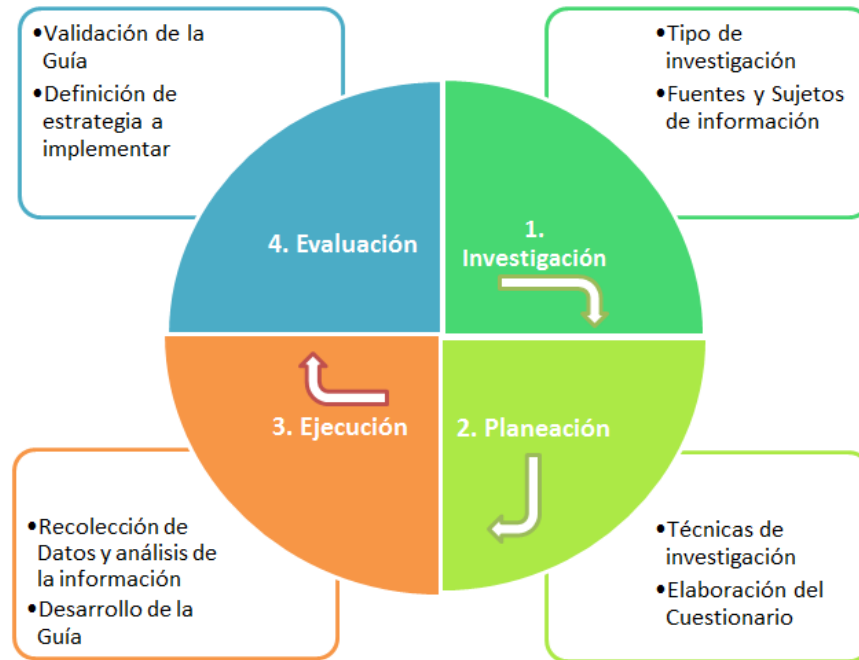 •Validación de la
Guía
•Definición de
estrategia a
implementar
•Tipo de
investigación
•Fuentes y Sujetos
de información
4. Evaluación
1.
Investigación
3. Ejecución
2. Planeación
•Recolección de
Datos y análisis de
la información
•Desarrollo de la
Guía
•Técnicas de
investigación
•Elaboración del
Cuestionario